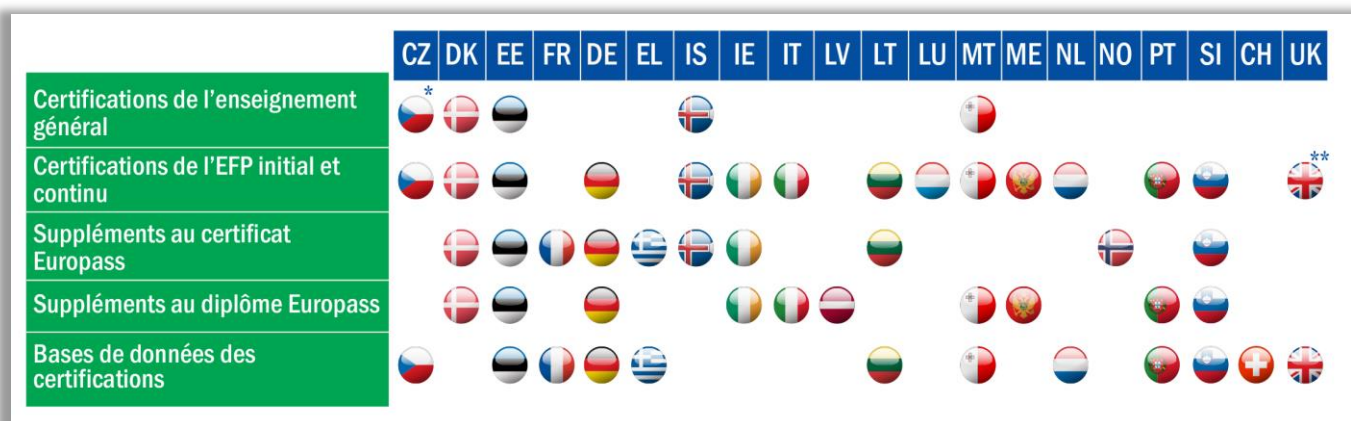 CZ DK EE FR DE EL IS IE IT LV LT LU MT ME NL NO PT SI CH UK
Certifications de l'enseignement
général
*
Certifications de l'EFP initial et
continu
**
Suppléments au certificat
Europass
Suppléments au diplôme Europass
Bases de données des
certifications